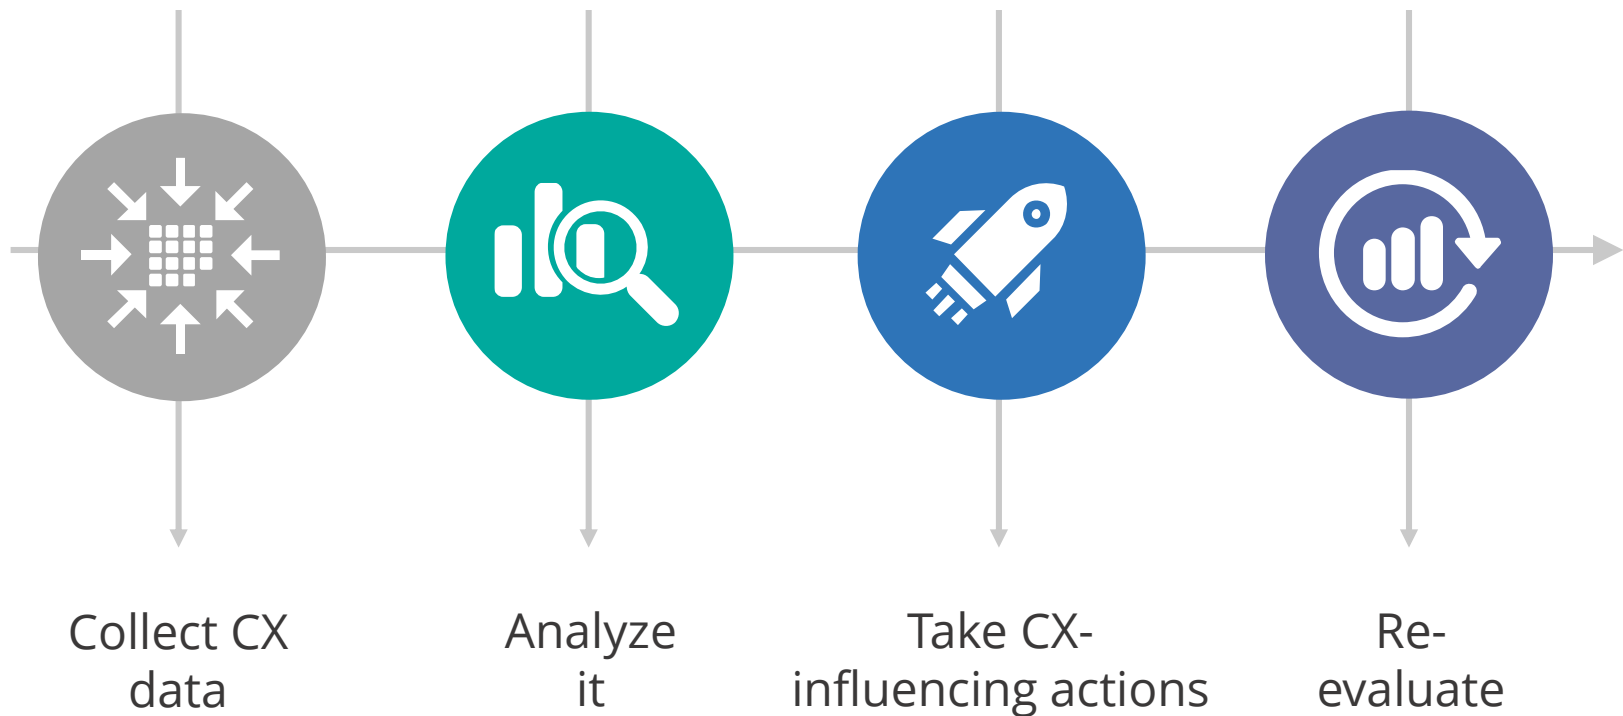 Collect CX
data
Analyze
it
Take CX-
influencing actions
Re-
evaluate